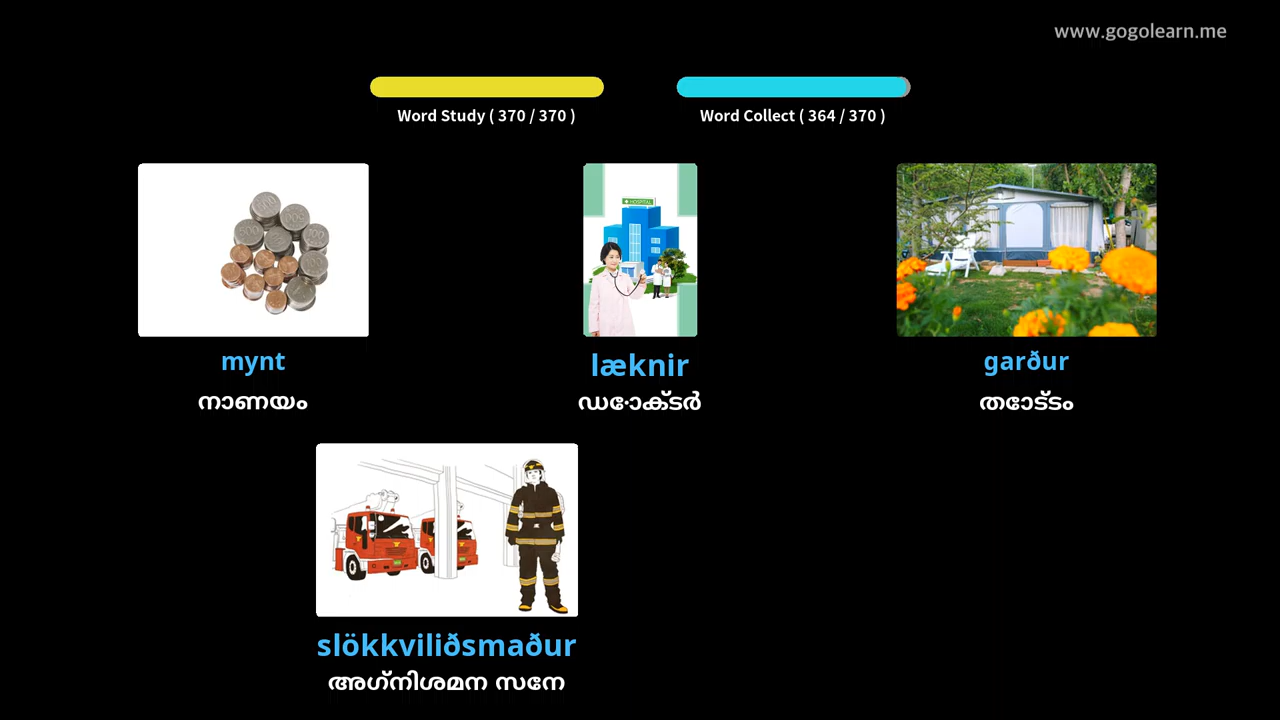 www.gogolearn.me
Word Study ( 370 / 370 )
Word Collect ( 364 / 370 )
HOSPITAL
mynt
læknir
garður
നാണയം
ഡോക്ടർ
തോട്ടം
slökkviliðsmaður
അഗ്നിശമന സേന